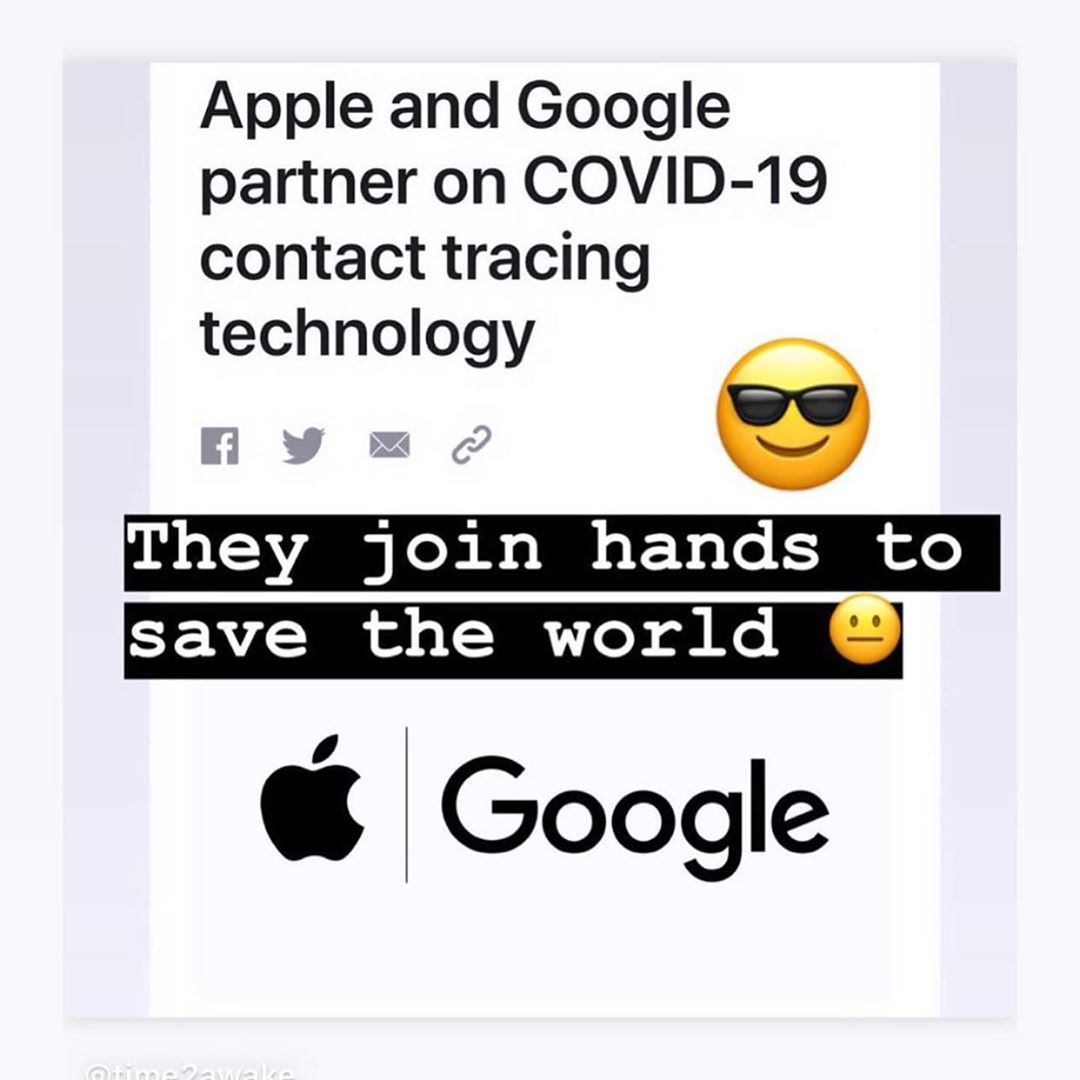 Apple and Google
partner on COVID-19
contact tracing
technology
They join hands to
save the world
Google
@time2awake